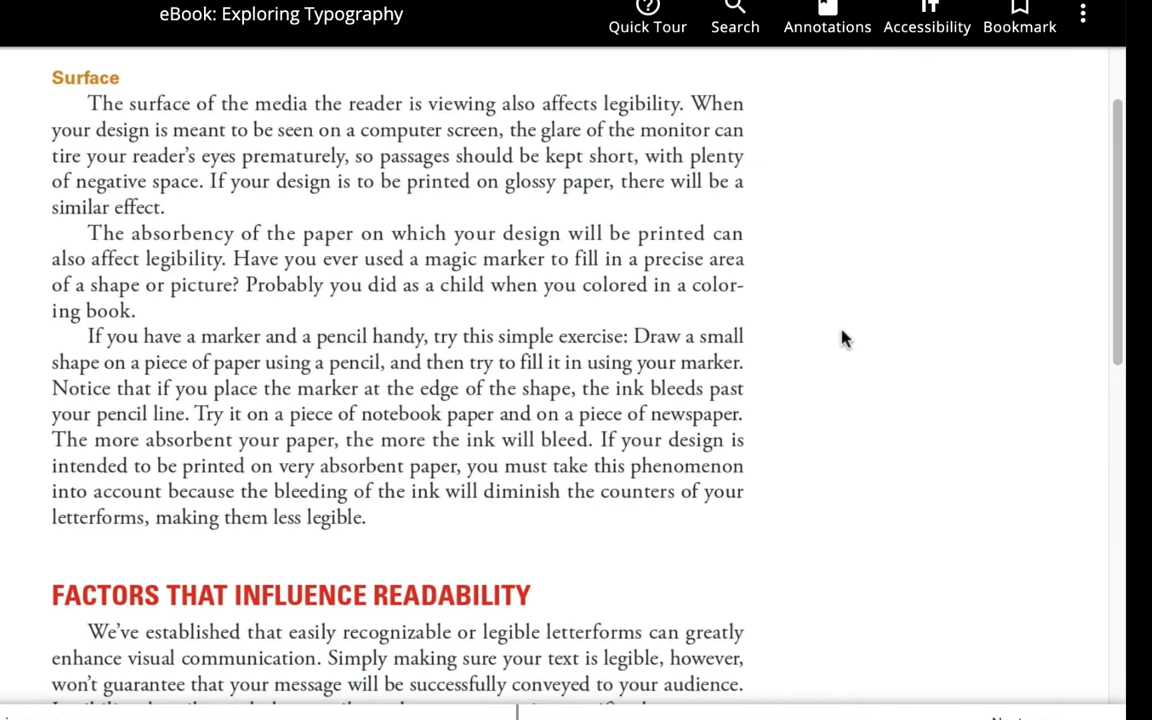 eBook: Exploring Typography
Quick Tour
Search
Annotations
Accessibility
Bookmark
Surface
The surface of the media the reader is viewing also affects legibility. When
your design is meant to be seen on a computer screen, the glare of the monitor can
tire your reader's eyes prematurely, so passages should be kept short, with plenty
of negative space. If your design is to be printed on glossy paper, there will be a
similar effect.
The absorbency of the paper on which your design will be printed can
also affect legibility. Have you ever used a magic marker to fill in a precise area
of a shape or picture? Probably you did as a child when you colored in a color-
ing book.
If you have a marker and a pencil handy, try this simple exercise: Draw a small
shape on a piece of paper using a pencil, and then try to fill it in using your marker.
Notice that if you place the marker at the edge of the shape, the ink bleeds past
your pencil line. Try it on a piece of notebook paper and on a piece of newspaper.
The more absorbent your paper, the more the ink will bleed. If your design is
intended to be printed on very absorbent paper, you must take this phenomenon
into account because the bleeding of the ink will diminish the counters of your
letterforms, making them less legible.
FACTORS THAT INFLUENCE READABILITY
We've established that easily recognizable or legible letterforms can greatly
enhance visual communication. Simply making sure your text is legible, however,
won't guarantee that your message will be successfully conveyed to your audience.